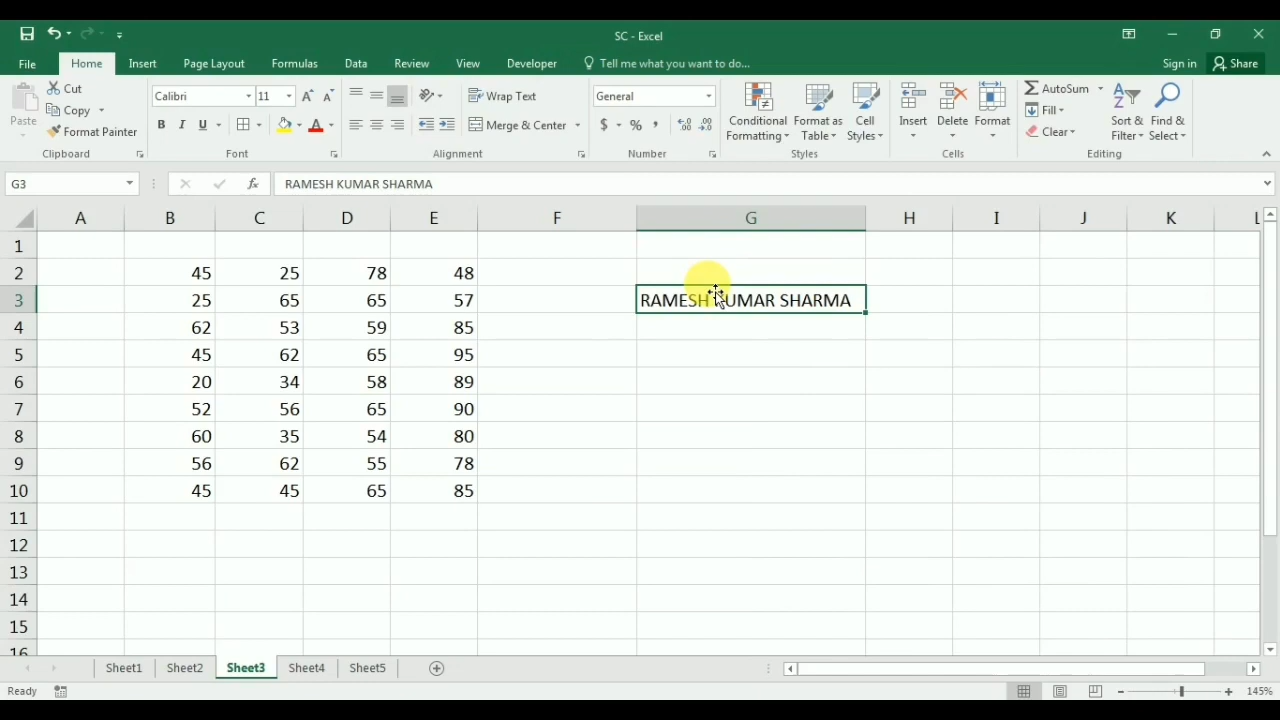 SC - Excel
File Home Insert Page Layout Formulas Data Review View Developer Tell me what you want to do... Sign in Share
Paste Cut Calibri 11 Wrap Text General Conditional Formatting Format as Table Cell Styles Insert Delete Format AutoSum Sort & Filter Find & Select
Copy Fill
Format Painter B I U A Merge & Center $ % , Clear
Clipboard Font Alignment Number Styles Cells Editing
G3 fx RAMESH KUMAR SHARMA
A B C D E F G H I J K L
1
2 45 25 78 48
3 25 65 65 57 RAMESH KUMAR SHARMA
4 62 53 59 85
5 45 62 65 95
6 20 34 58 89
7 52 56 65 90
8 60 35 54 80
9 56 62 55 78
10 45 45 65 85
11
12
13
14
15
16
Sheet1 Sheet2 Sheet3 Sheet4 Sheet5
Ready 145%